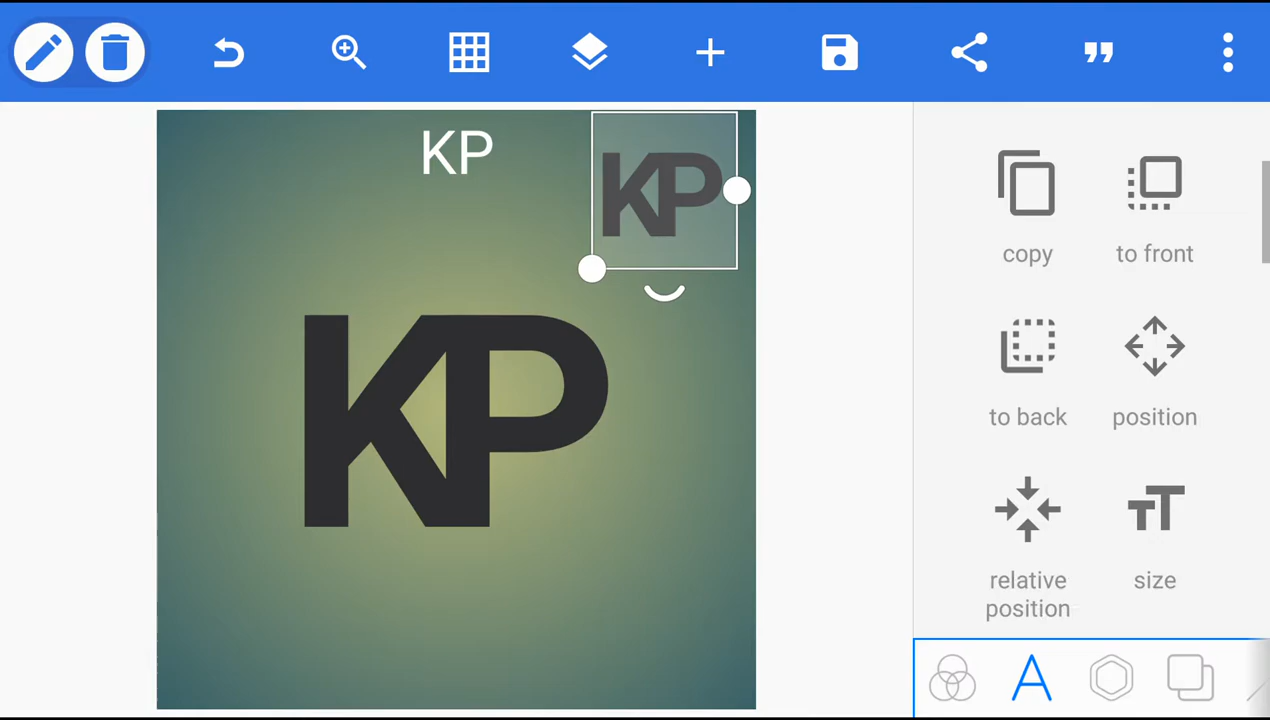 KP
KP
KP
copy
to front
to back
position
relative
position
size